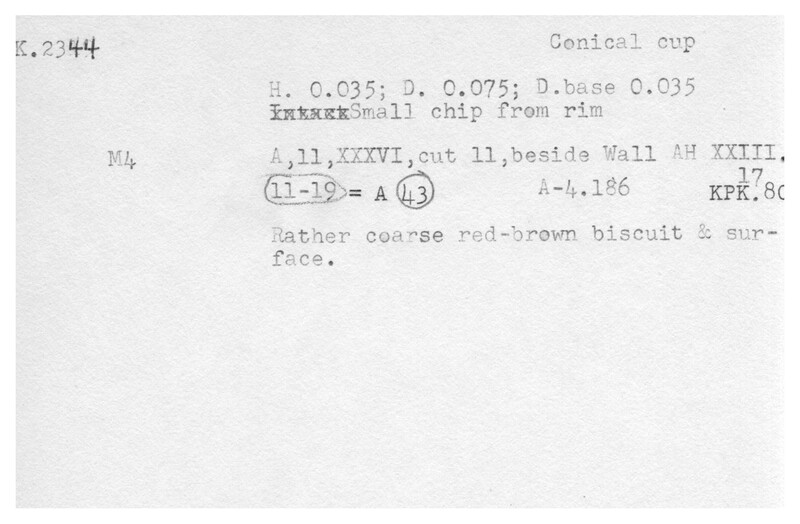 K.2344 Conical cup
H. 0.035; D. 0.075; D.base 0.035
Intact Small chip from rim
M4 A,11,XXXVI,cut 11,beside Wall AH XXIII.
11-19 = A 43 A-4.186 KPK.80
17
Rather coarse red-brown biscuit & sur-
face.